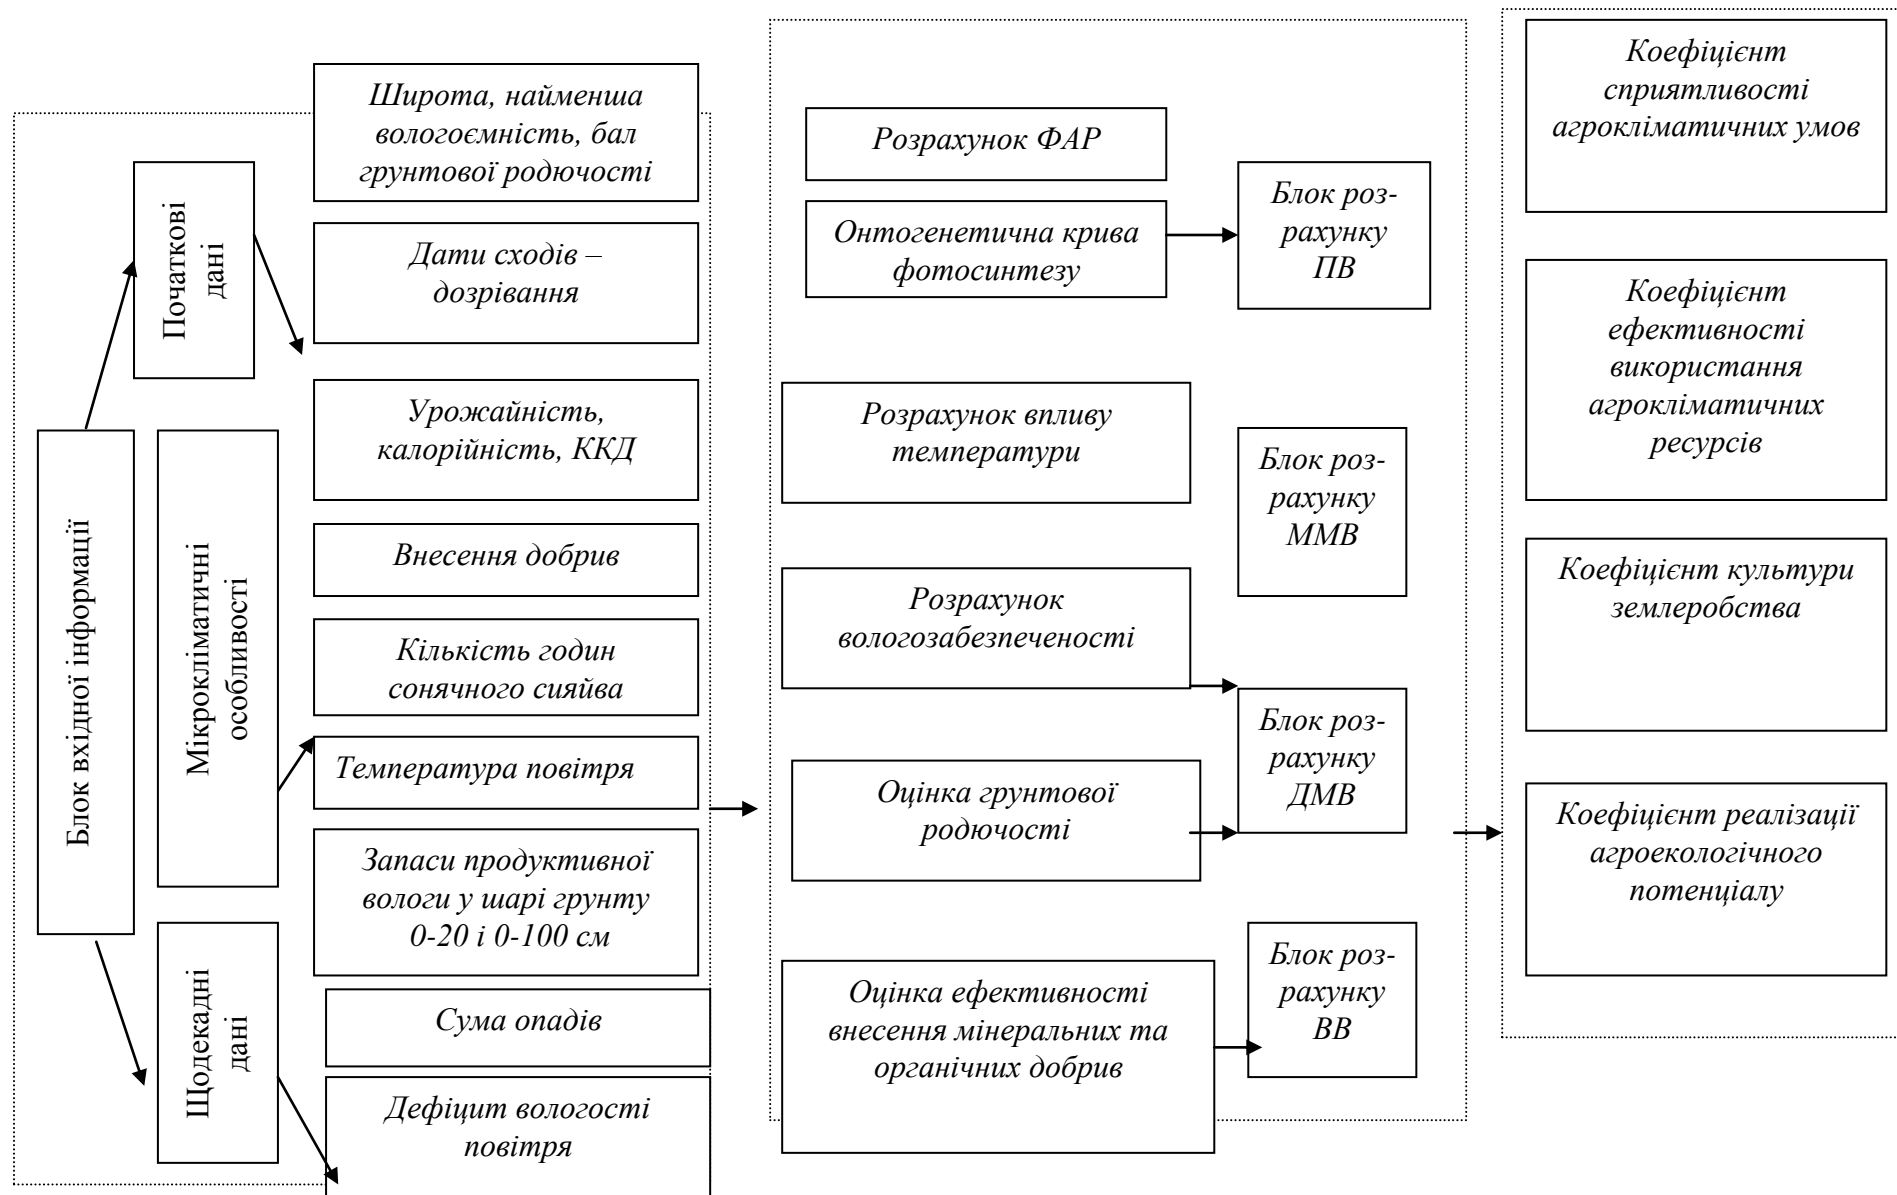 Блок вхідної інформації
Початкові
дані
Мікрокліматичні
особливості
Щодекадні
дані
Широта, найменша
вологоємність, бал
грунтової родючості
Дати сходів –
дозрівання
Урожайність,
калорійність, ККД
Внесення добрив
Кількість годин
сонячного сияйва
Температура повітря
Запаси продуктивної
вологи у шарі грунту
0-20 і 0-100 см
Сума опадів
Дефіцит вологості
повітря
Розрахунок ФАР
Онтогенетична крива
фотосинтезу
Розрахунок впливу
температури
Розрахунок
вологозабезпеченості
Оцінка грунтової
родючості
Оцінка ефективності
внесення мінеральних та
органічних добрив
Блок роз-
рахунку
ПВ
Блок роз-
рахунку
ММВ
Блок роз-
рахунку
ДМВ
Блок роз-
рахунку
ВВ
Коефіцієнт
сприятливості
агрокліматичних умов
Коефіцієнт
ефективності
використання
агрокліматичних
ресурсів
Коефіцієнт культури
землеробства
Коефіцієнт реалізації
агроекологічного
потенціалу